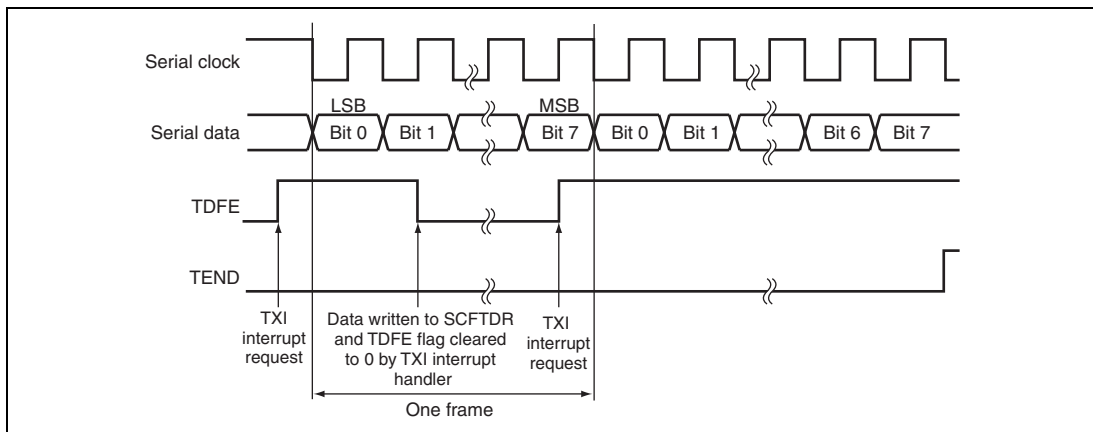 Serial clock
LSB
MSB
Serial data
Bit 0
Bit 1
Bit 7
Bit 0
Bit 1
Bit 6
Bit 7
TDFE
TEND
TXI
interrupt
request
Data written to SCFTDR
and TDFE flag cleared
to 0 by TXI interrupt
handler
TXI
interrupt
request
One frame